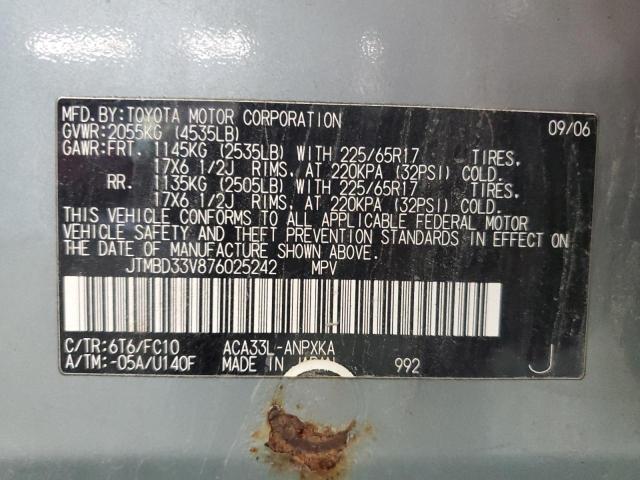 MFD.BY:TOYOTA MOTOR CORPORATION 09/06
GVWR:2055KG (4535LB)
GAWR:FRT. 1145KG (2535LB) WITH 225/65R17 TIRES,
17X6 1/2J RIMS, AT 220KPA (32PSI) COLD.
RR. 1135KG (2505LB) WITH 225/65R17 TIRES,
17X6 1/2J RIMS, AT 220KPA (32PSI) COLD.
THIS VEHICLE CONFORMS TO ALL APPLICABLE FEDERAL MOTOR
VEHICLE SAFETY AND THEFT PREVENTION STANDARDS IN EFFECT ON
THE DATE OF MANUFACTURE SHOWN ABOVE.
JTMBD33V876025242 MPV
C/TR:6T6/FC10 ACA33L-ANPXKA
A/TM:-05A/U140F MADE IN JAPAN 992 J